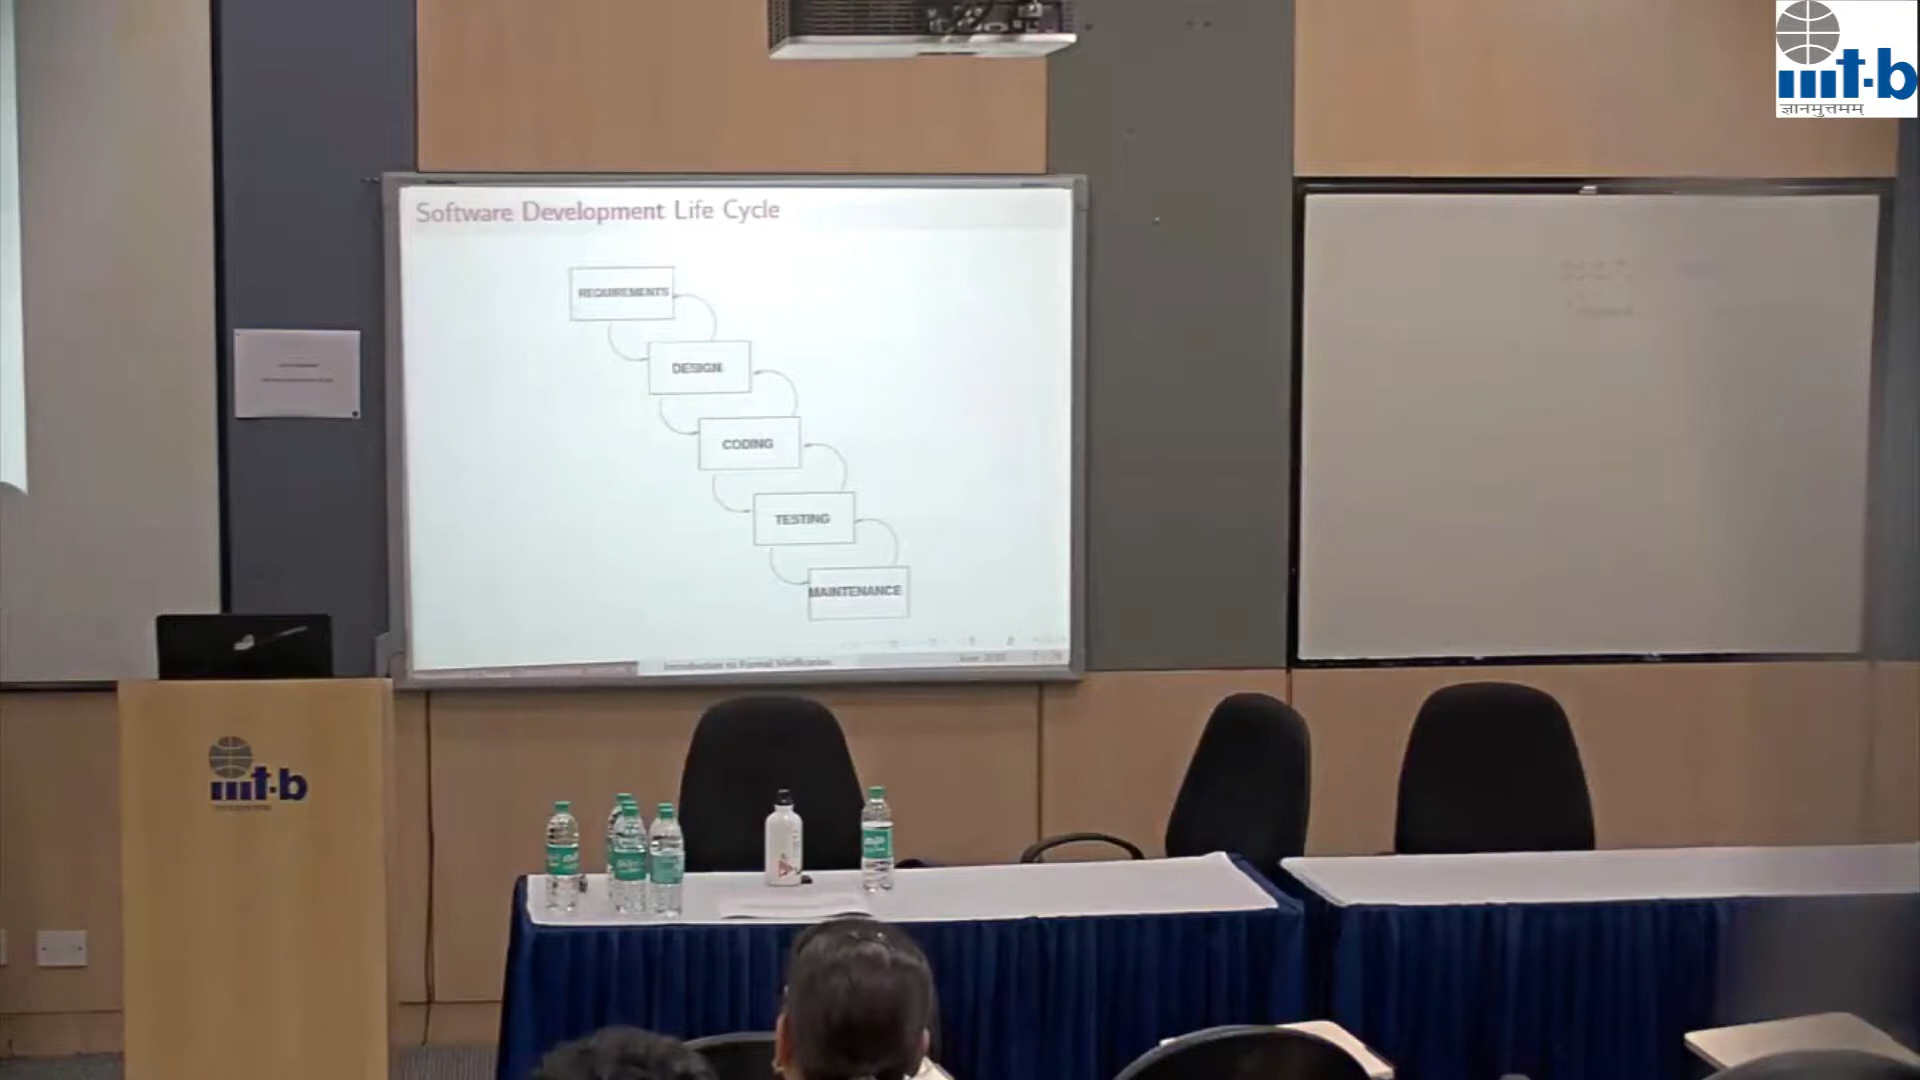 iiit-b
ज्ञानमुत्तमम्
Software Development Life Cycle
REQUIREMENTS
DESIGN
CODING
TESTING
MAINTENANCE
Introduction to Formal Verification
iiit-b